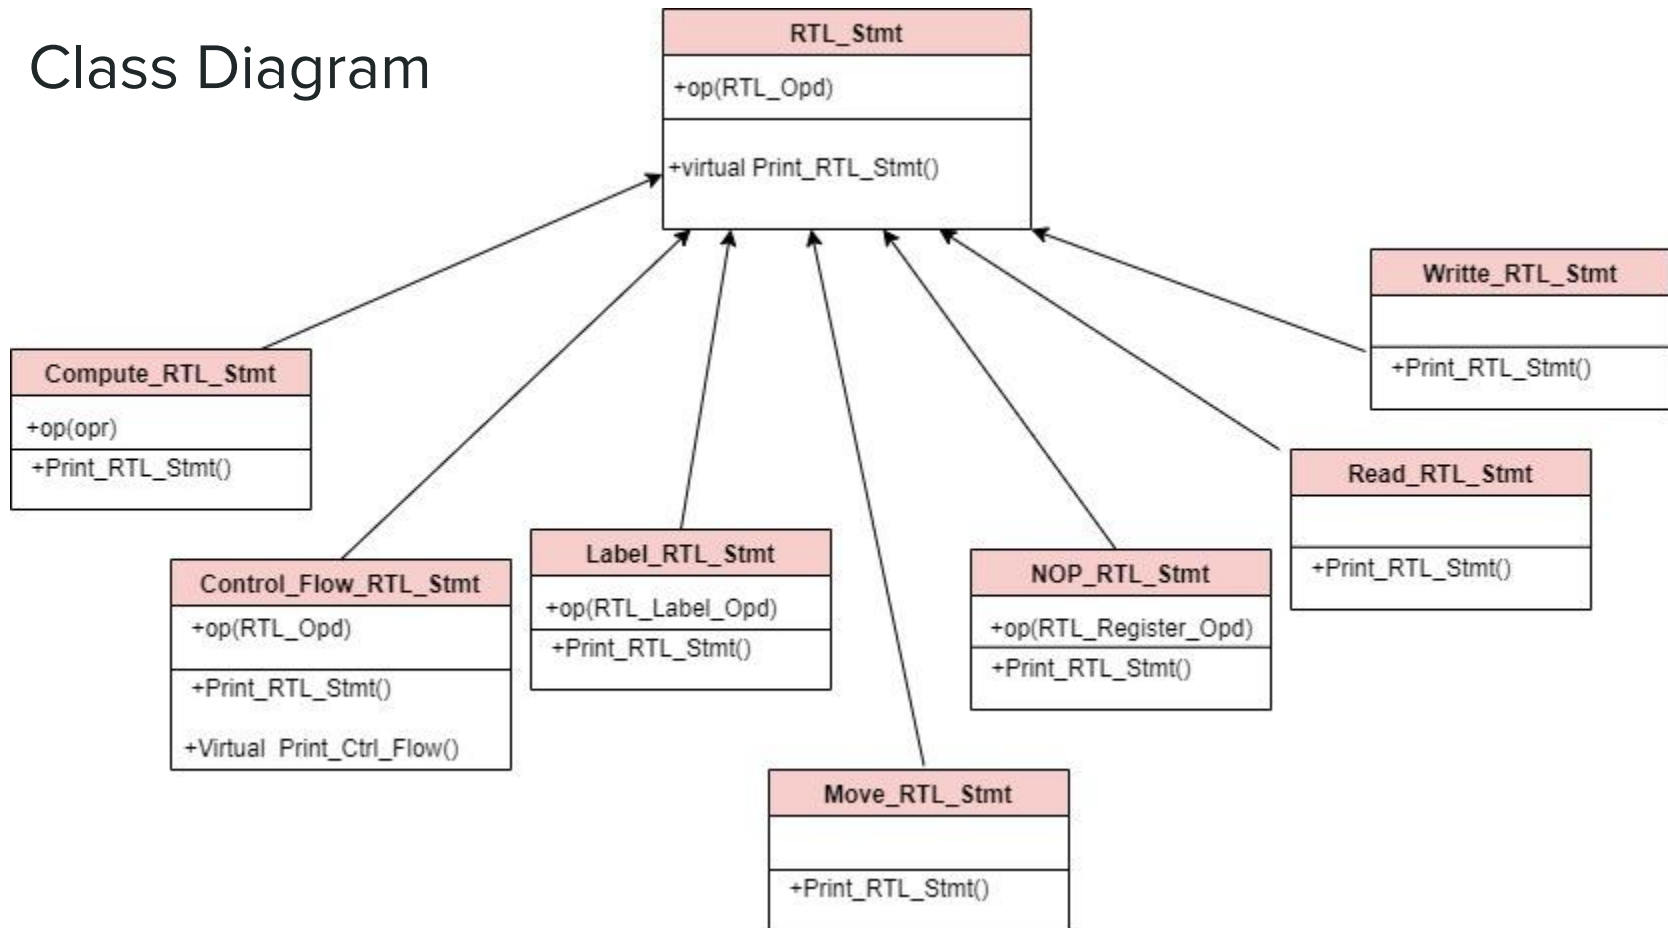 Class Diagram
RTL_Stmt
+op(RTL_Opd)
+virtual Print_RTL_Stmt()
Writte_RTL_Stmt
+Print_RTL_Stmt()
Compute_RTL_Stmt
+op(opr)
+Print_RTL_Stmt()
Read_RTL_Stmt
+Print_RTL_Stmt()
Label_RTL_Stmt
+op(RTL_Label_Opd)
+Print_RTL_Stmt()
NOP_RTL_Stmt
+op(RTL_Register_Opd)
+Print_RTL_Stmt()
Control_Flow_RTL_Stmt
+op(RTL_Opd)
+Print_RTL_Stmt()
+Virtual  Print_Ctrl_Flow()
Move_RTL_Stmt
+Print_RTL_Stmt()